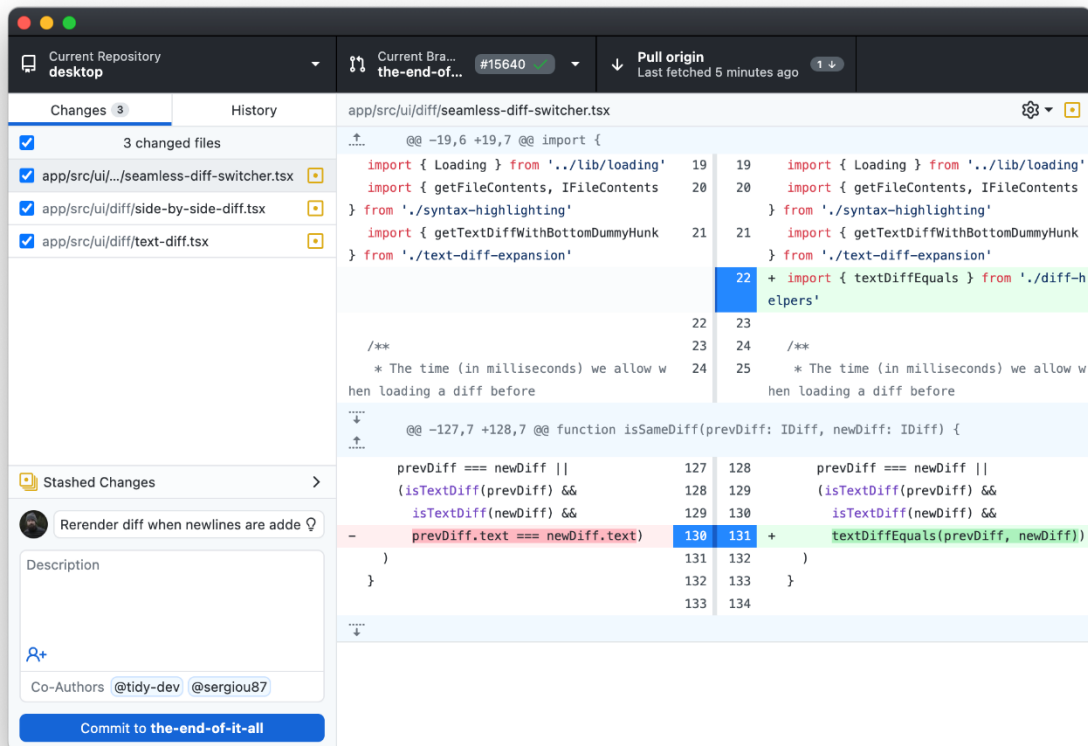 Current Repository
desktop
Current Bra...
the-end-of...
#15640
Pull origin
Last fetched 5 minutes ago
1
Changes 3
History
3 changed files
app/src/ui/.../seamless-diff-switcher.tsx
app/src/ui/diff/side-by-side-diff.tsx
app/src/ui/diff/text-diff.tsx
Stashed Changes
Rerender diff when newlines are adde
Description
Co-Authors @tidy-dev @sergiou87
Commit to the-end-of-it-all
app/src/ui/diff/seamless-diff-switcher.tsx
@@ -19,6 +19,7 @@ import {
import { Loading } from '../lib/loading' 19 19 import { Loading } from '../lib/loading'
import { getFileContents, IFileContents 20 20 import { getFileContents, IFileContents
} from './syntax-highlighting' } from './syntax-highlighting'
import { getTextDiffWithBottomDummyHunk 21 21 import { getTextDiffWithBottomDummyHunk
} from './text-diff-expansion' } from './text-diff-expansion'
22 + import { textDiffEquals } from './diff-h
elpers'
22 23
/** 23 24 /**
* The time (in milliseconds) we allow w 24 25 * The time (in milliseconds) we allow w
hen loading a diff before hen loading a diff before
@@ -127,7 +128,7 @@ function isSameDiff(prevDiff: IDiff, newDiff: IDiff) {
prevDiff === newDiff || 127 128 prevDiff === newDiff ||
(isTextDiff(prevDiff) && 128 129 (isTextDiff(prevDiff) &&
isTextDiff(newDiff) && 129 130 isTextDiff(newDiff) &&
- prevDiff.text === newDiff.text) 130 131 + textDiffEquals(prevDiff, newDiff))
) 131 132 )
} 132 133 }
133 134